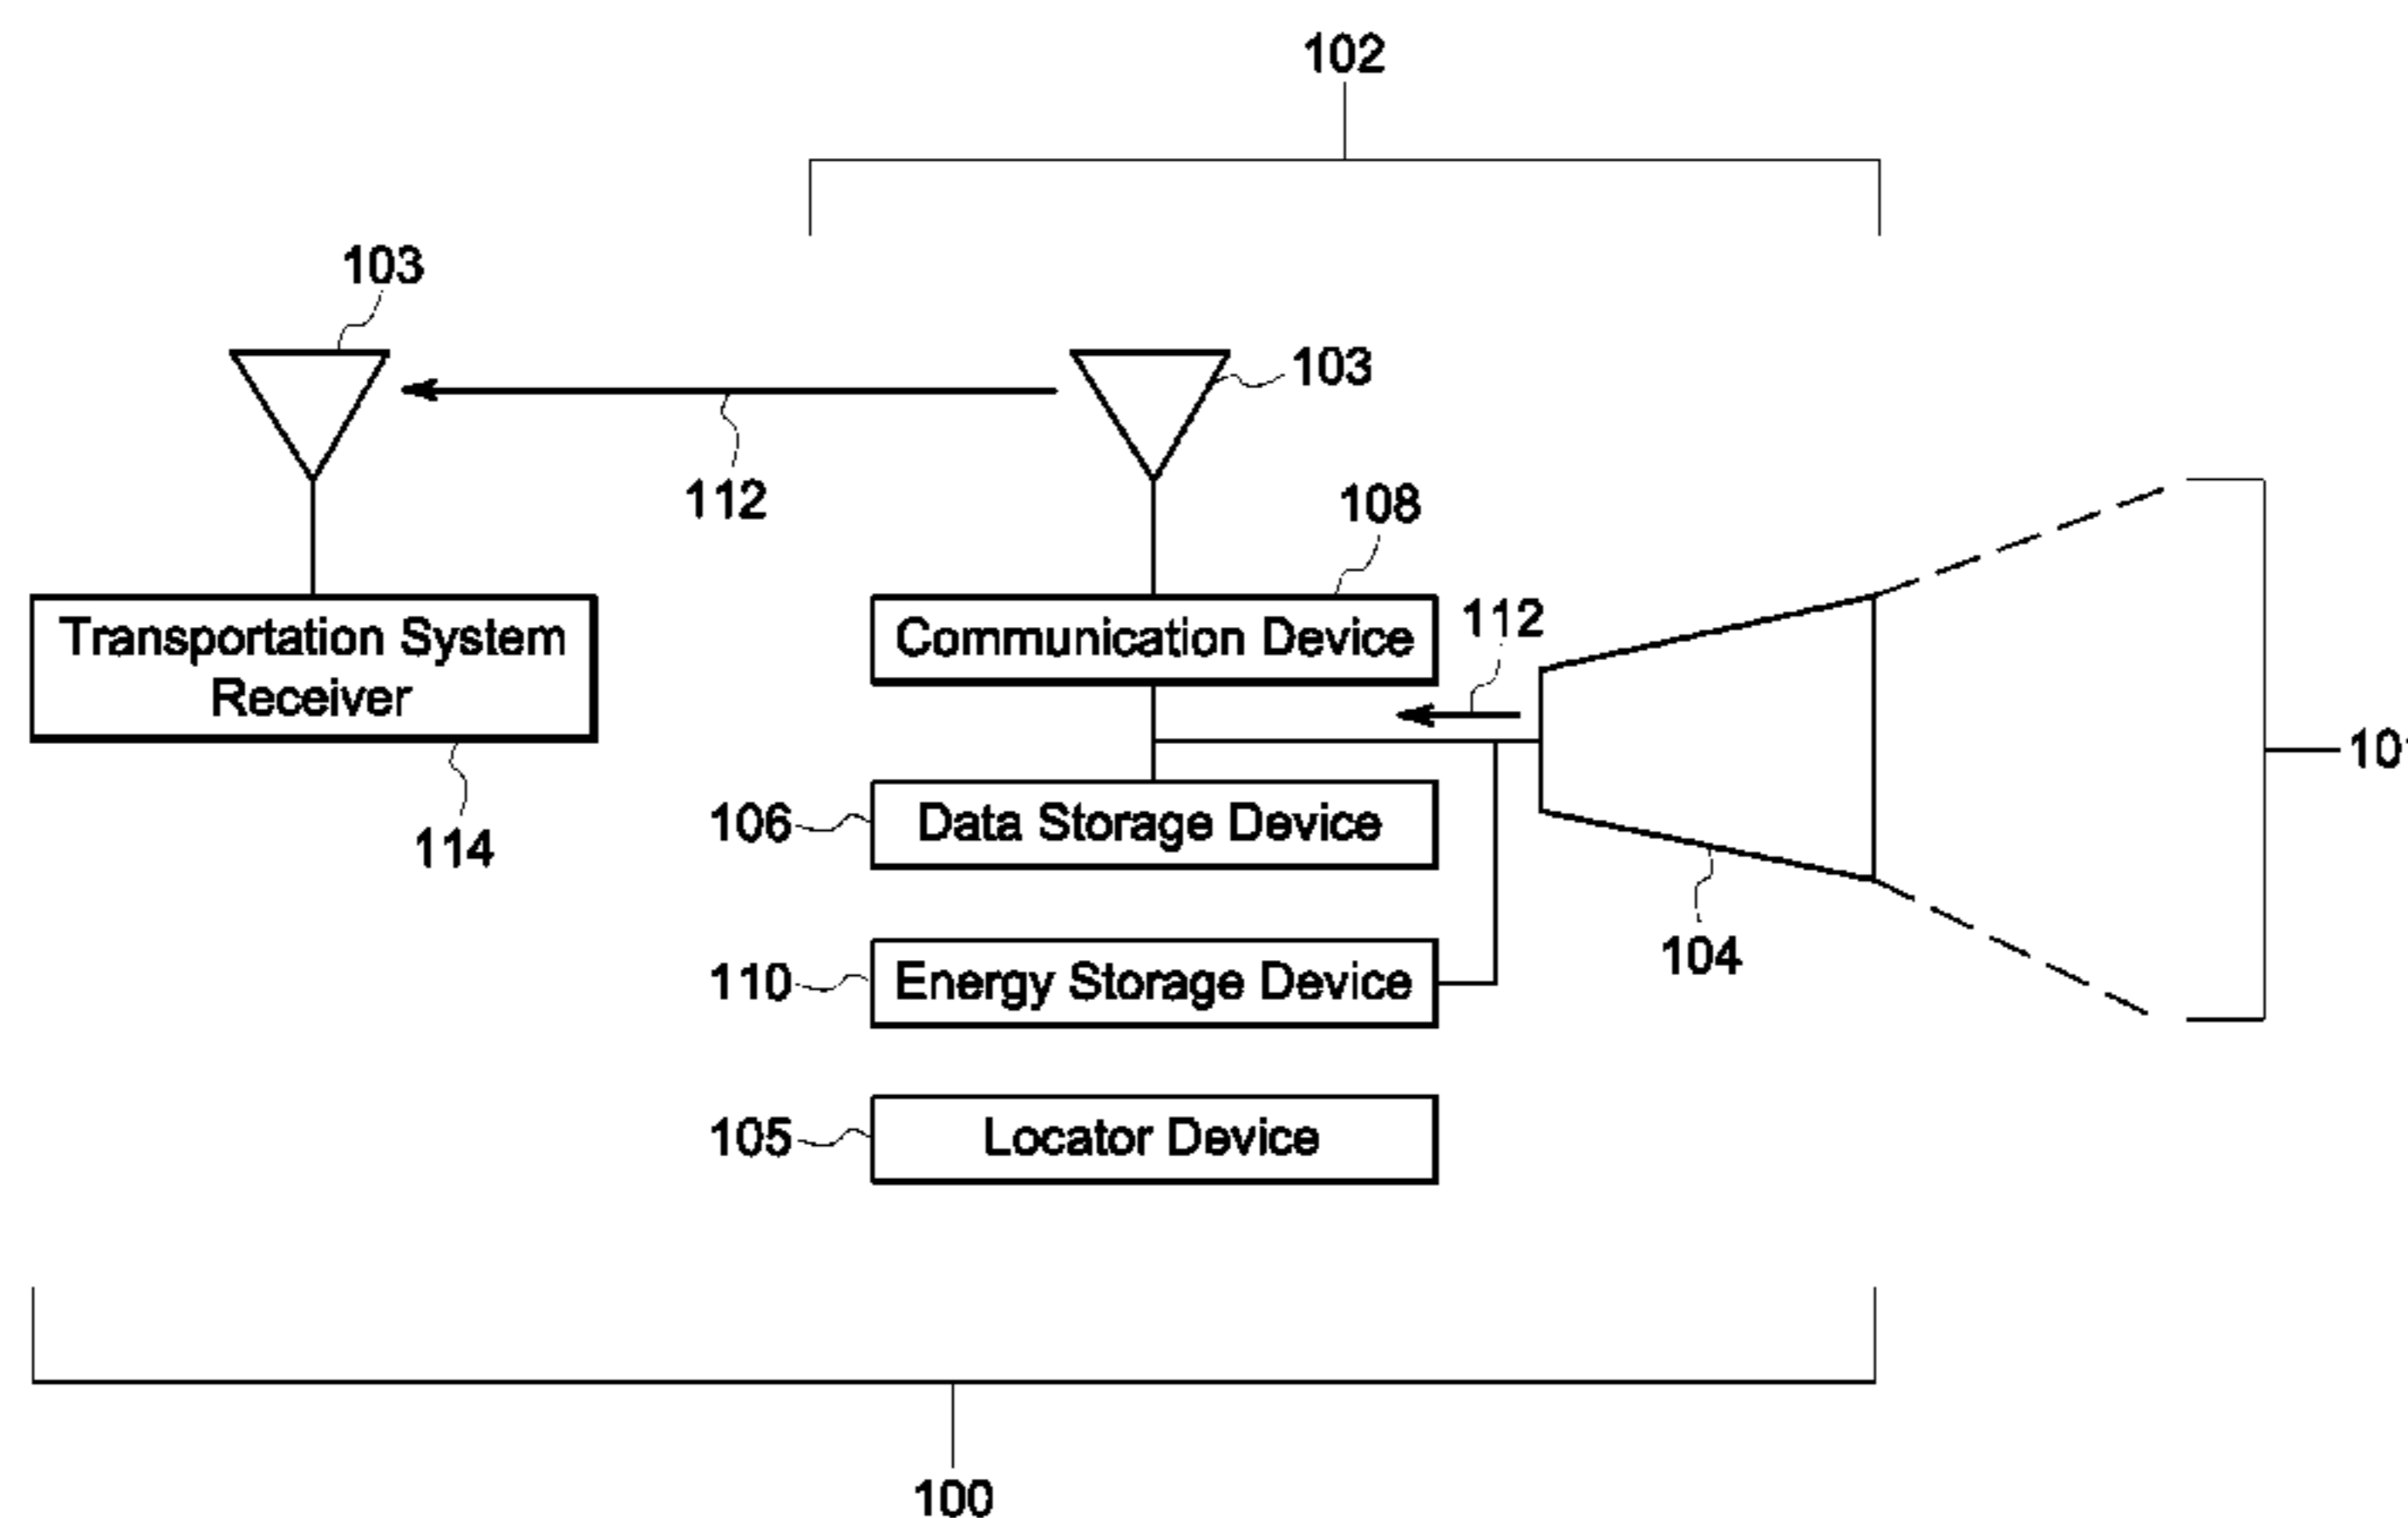 102
103
103
112
108
Transportation System
Receiver
Communication Device
112
114
106
Data Storage Device
104
110
Energy Storage Device
105
Locator Device
100